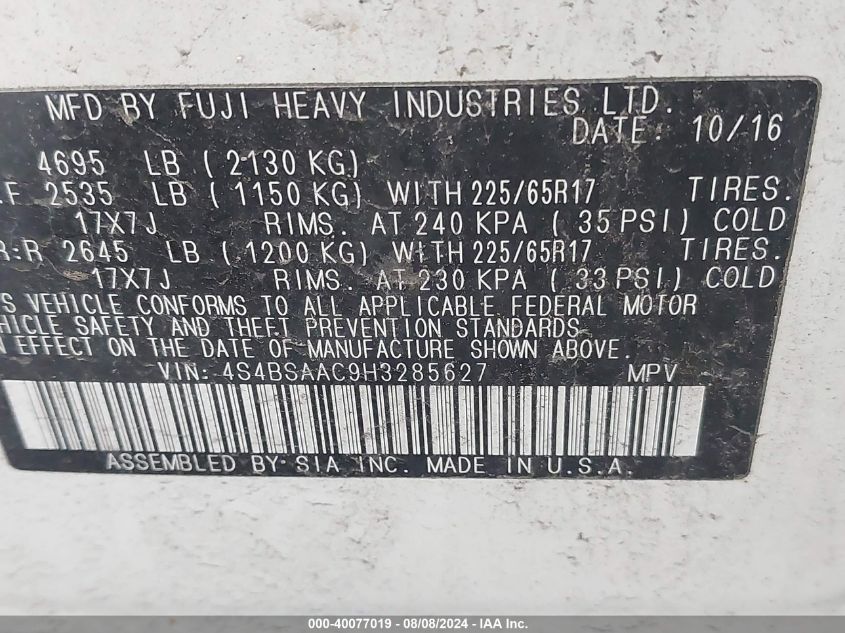 MFD BY FUJI HEAVY INDUSTRIES LTD.
DATE: 10/16
4695 LB ( 2130 KG)
F 2535 LB ( 1150 KG) WITH 225/65R17 TIRES.
17X7J RIMS. AT 240 KPA ( 35 PSI) COLD
R:R 2645 LB ( 1200 KG) WITH 225/65R17 TIRES.
17X7J RIMS. AT 230 KPA ( 33 PSI) COLD
S VEHICLE CONFORMS TO ALL APPLICABLE FEDERAL MOTOR
HICLE SAFETY AND THEFT PREVENTION STANDARDS
N EFFECT ON THE DATE OF MANUFACTURE SHOWN ABOVE.
VIN: 4S4BSAAC9H3285627 MPV
ASSEMBLED BY SIA INC. MADE IN U.S.A.
000-40077019 - 08/08/2024 - IAA Inc.